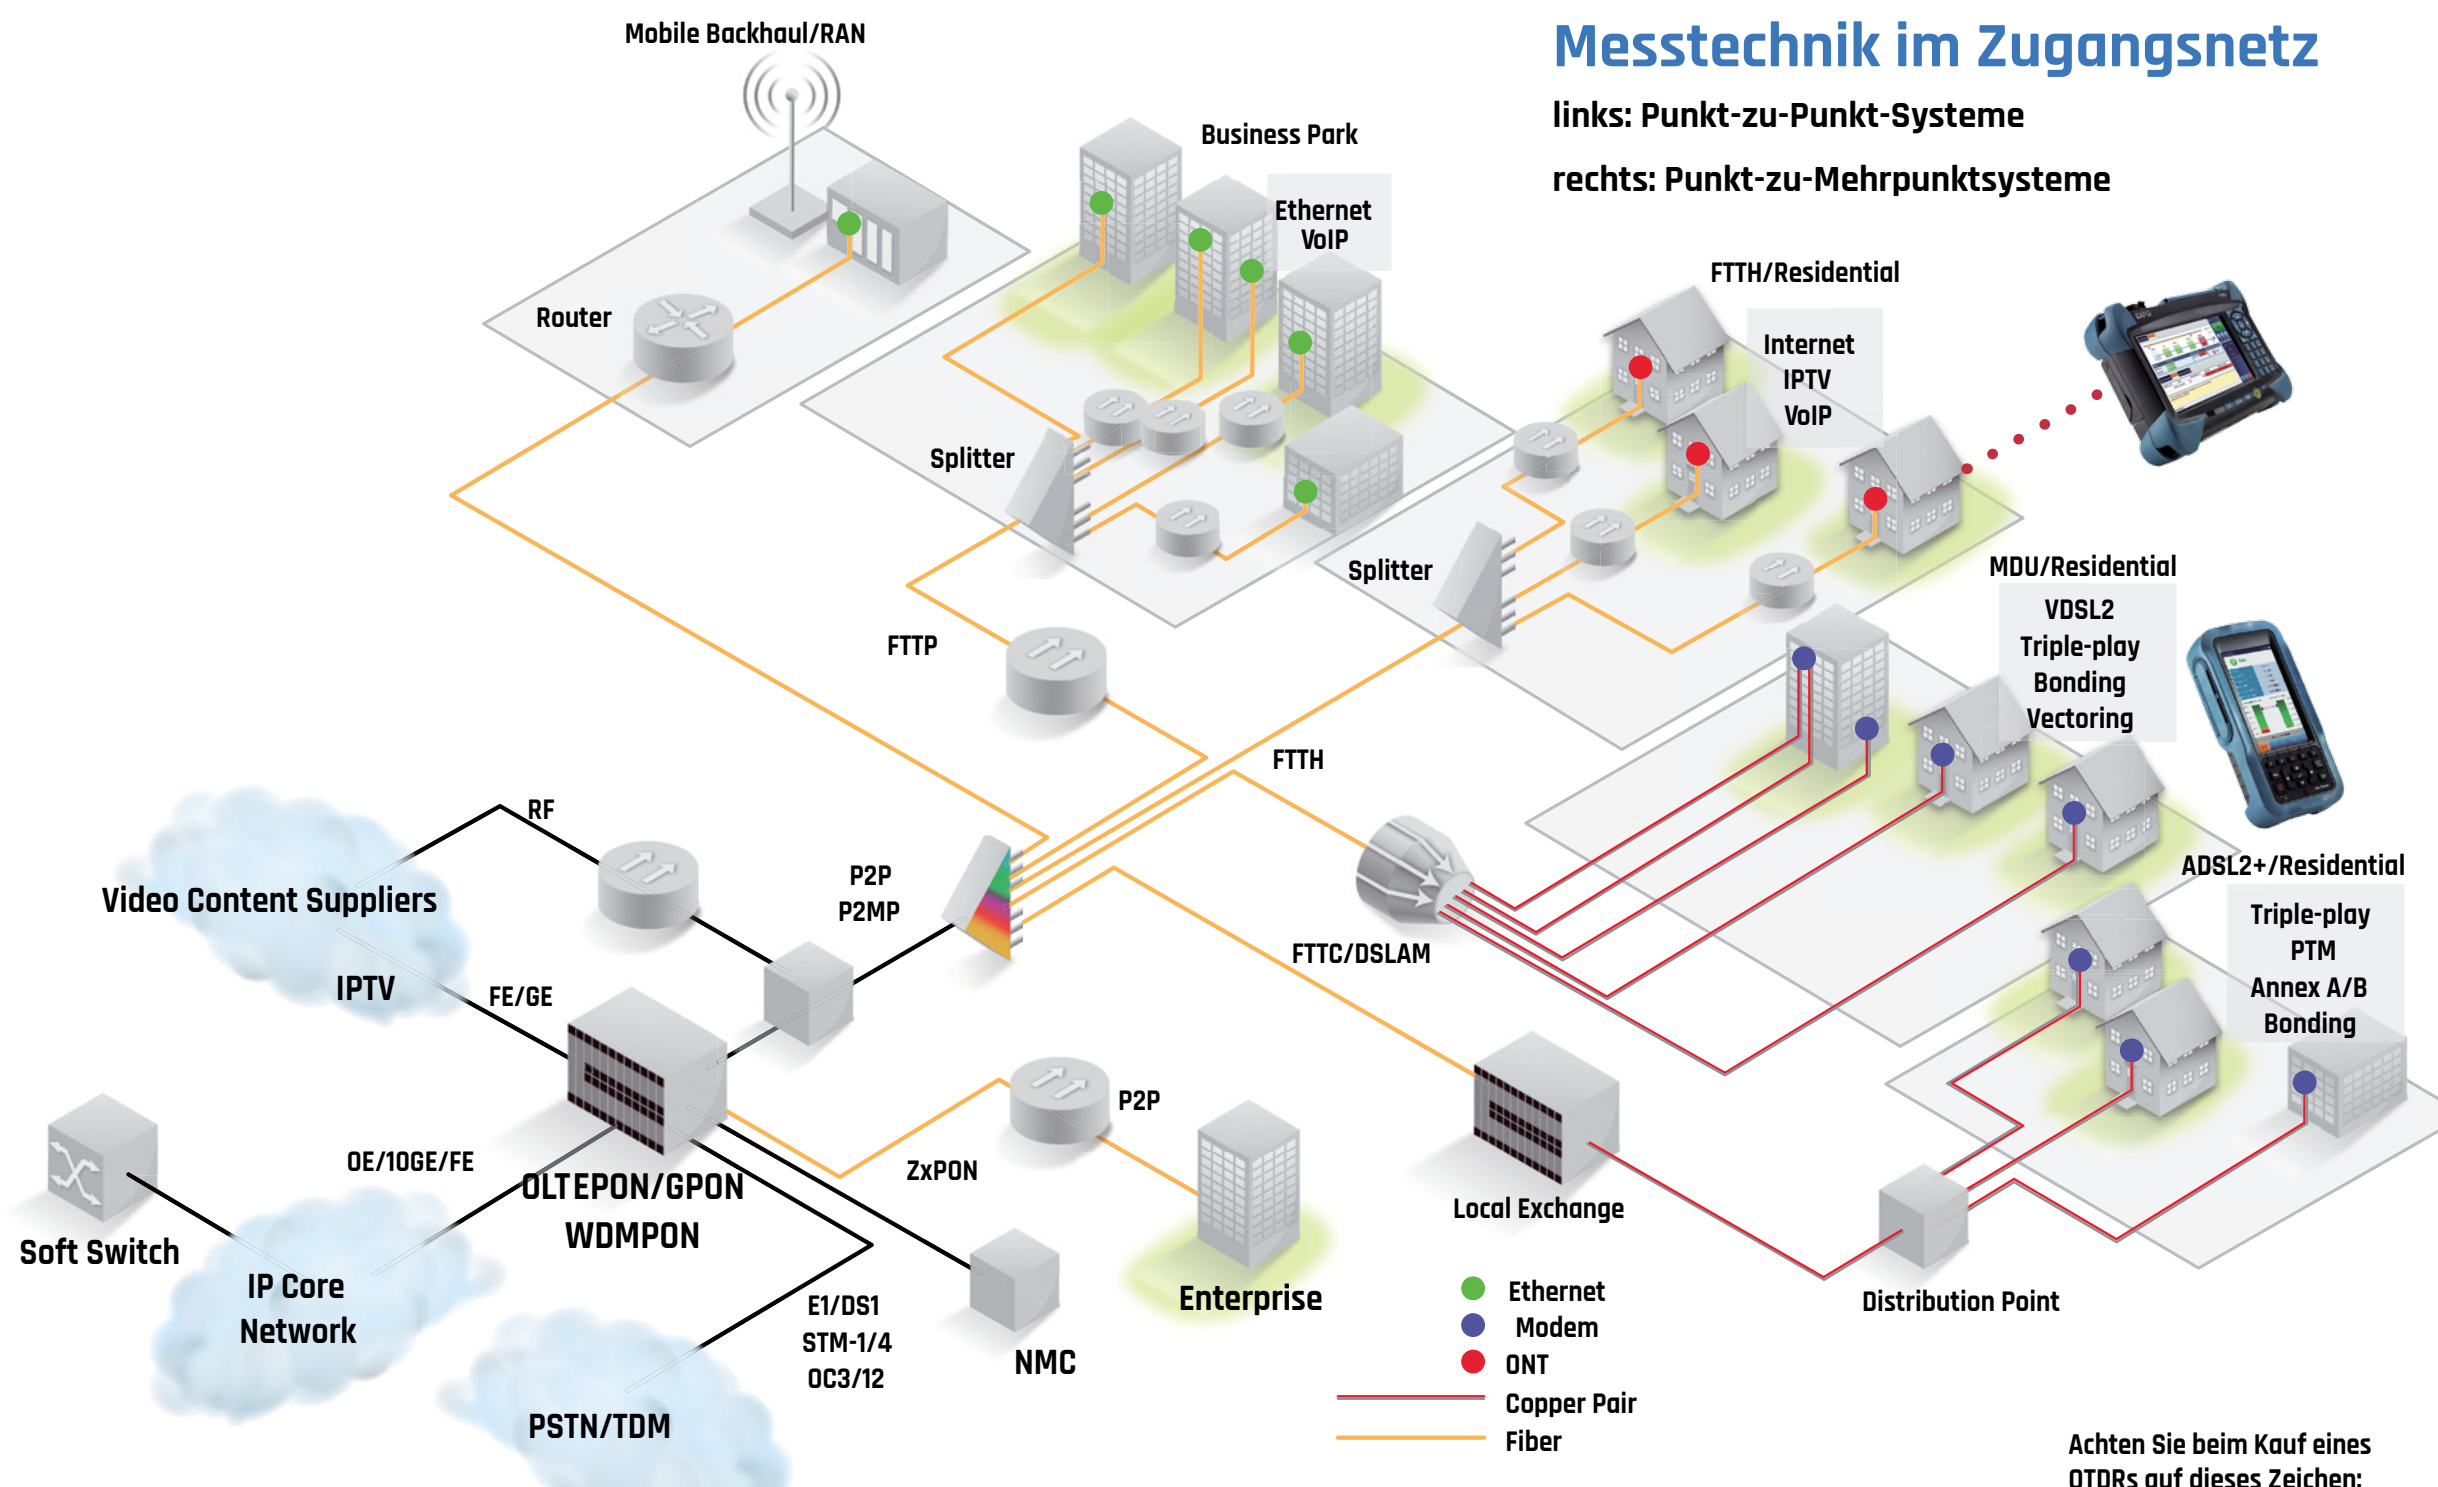 Messtechnik im Zugangsnetz
links: Punkt-zu-Punkt-Systeme
rechts: Punkt-zu-Mehrpunktsysteme
Mobile Backhaul/RAN
Router
Business Park
Ethernet
VoIP
Splitter
FTTP
FTTH/Residential
Internet
IPTV
VoIP
Splitter
MDU/Residential
VDSL2
Triple-play
Bonding
Vectoring
FTTH
ADSL2+/Residential
Triple-play
PTM
Annex A/B
Bonding
RF
Video Content Suppliers
IPTV
FE/GE
P2P
P2MP
FTTC/DSLAM
P2P
ZxPON
OE/10GE/FE
OLTEPON/GPON
WDMPON
Soft Switch
IP Core
Network
E1/DS1
STM-1/4
OC3/12
NMC
PSTN/TDM
Enterprise
Local Exchange
Distribution Point
Ethernet
Modem
ONT
Copper Pair
Fiber
Achten Sie beim Kauf eines
OTDRs auf dieses Zeichen: